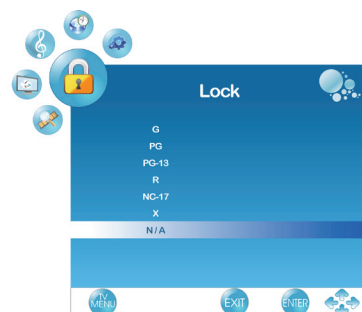 Lock
G
PG
PG-13
R
NC-17
X
N/A
TV
MENU
EXIT
ENTER